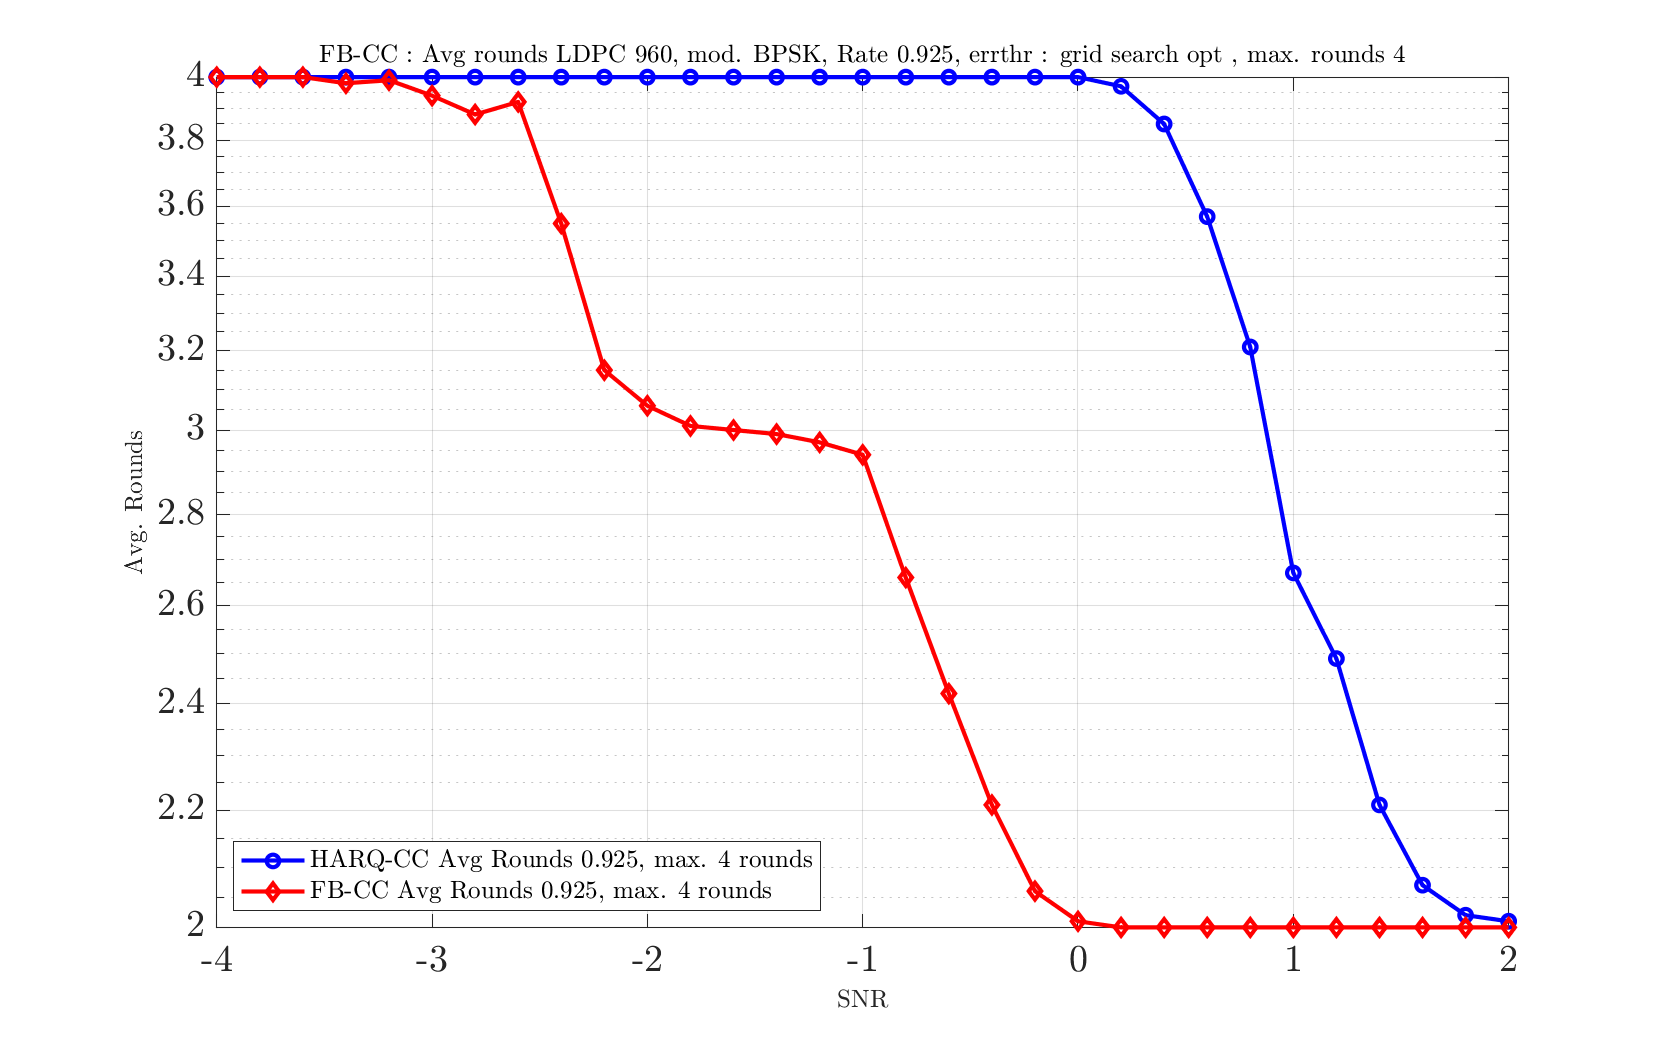 FB-CC : Avg rounds LDPC 960, mod. BPSK, Rate 0.925, errthr : grid search opt , max. rounds 4
4
3.8
3.6
3.4
3.2
3
2.8
2.6
2.4
2.2
2
Avg. Rounds
HARQ-CC Avg Rounds 0.925, max. 4 rounds
FB-CC Avg Rounds 0.925, max. 4 rounds
-4 -3 -2 -1 0 1 2
SNR